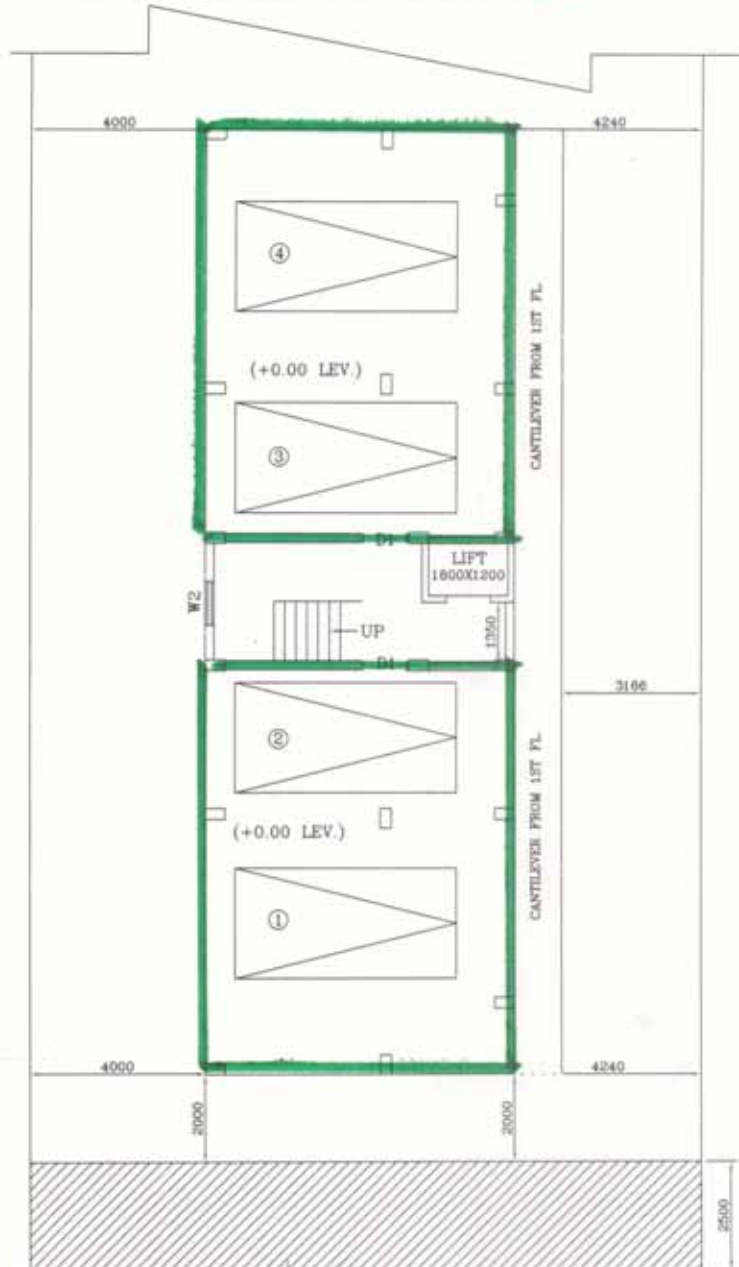 4000
4240
④
CANTILEVER FROM 1ST FL.
(+0.00 LEV.)
③
D1
LIFT
1800X1200
W2
UP
1350
D1
3166
②
(+0.00 LEV.)
CANTILEVER FROM 1ST FL.
①
4000
4240
2000
2000
2500